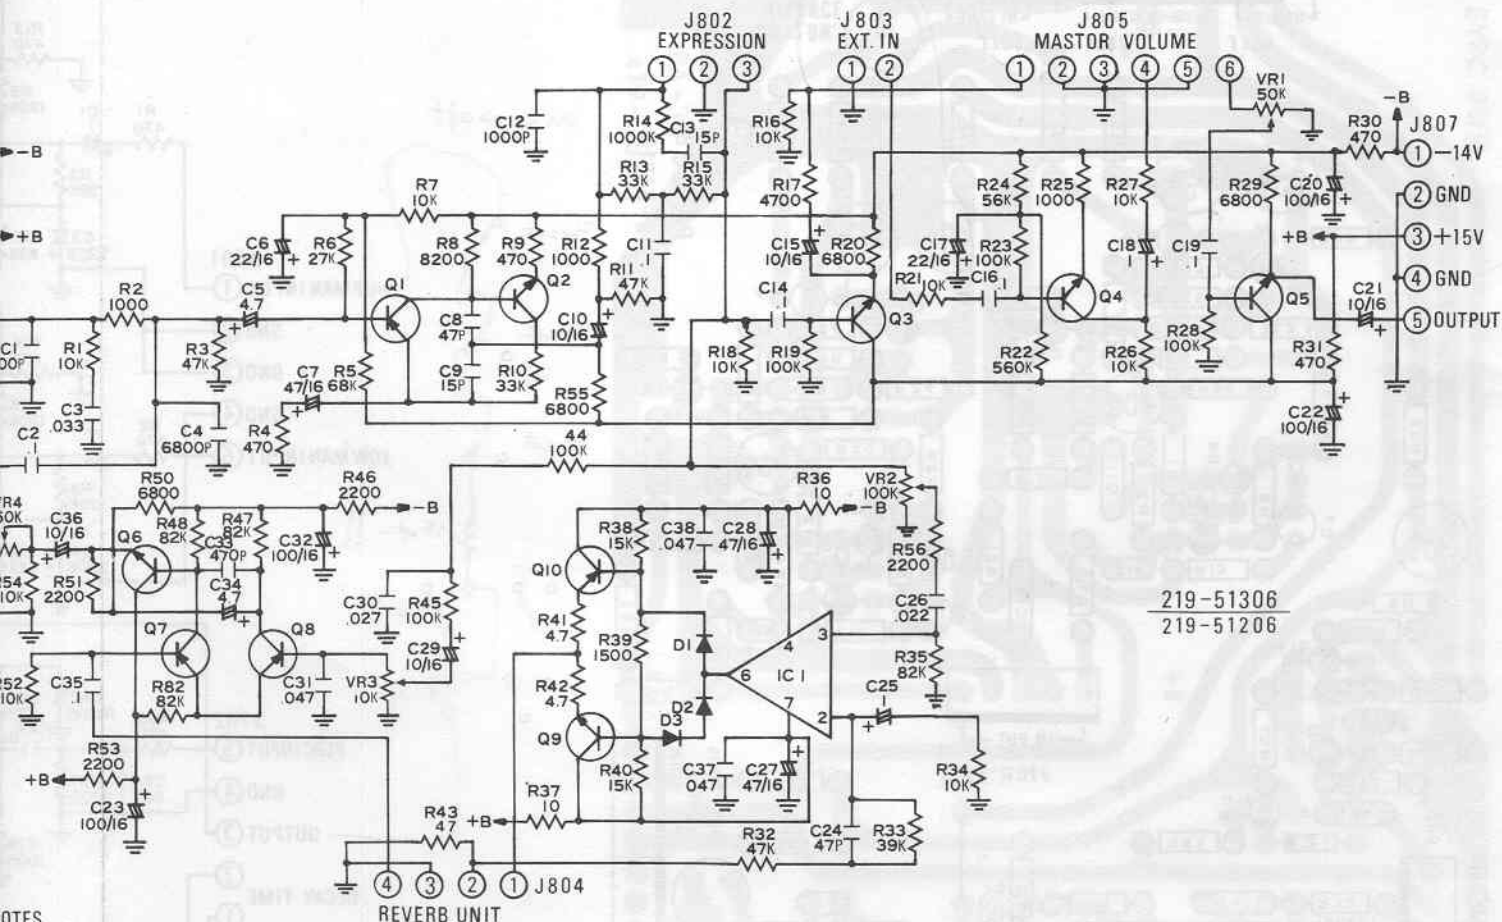 J802
EXPRESSION
1 2 3
J803
EXT. IN
1 2
J805
MASTOR VOLUME
1 2 3 4 5 6
VR1
50K
-B
J807
1 -14V
2 GND
3 +15V
4 GND
5 OUTPUT
R30
470
C12
1000P
R14
1000K
C13
15P
R13
33K
R15
33K
R16
10K
R17
4700
R24
56K
R25
1000
R27
10K
R29
6800
C20
100/16
+
-B
+B
R7
10K
C6
22/16
+
R6
27K
R8
8200
R9
470
R12
1000
C11
.1
R11
47K
C15
10/16
+
R20
6800
C17
22/16
+
R23
100K
C18
1
+
C19
.1
+B
R2
1000
C5
4.7
+
Q1
Q2
C14
.1
Q3
R21
10K
C16
.1
Q4
Q5
C21
10/16
+
C1
R1
10K
R3
47K
C7
47/16
+
R5
68K
C8
47P
C9
15P
R10
33K
C10
10/16
+
R18
10K
R19
100K
R22
560K
R26
10K
R28
100K
R31
470
C3
.033
C4
6800P
R4
470
R55
6800
C22
100/16
+
C2
.1
44
100K
R50
6800
R46
2200
-B
R36
10
-B
VR2
100K
VR4
C36
10/16
+
Q6
R48
82K
R47
82K
C33
470P
C32
100/16
+
R38
15K
C38
.047
C28
47/16
+
R56
2200
R54
10K
R51
2200
C34
4.7
+
Q10
C30
.027
R45
100K
R41
4.7
R39
1500
C26
.022
219-51306
219-51206
Q7
Q8
C29
10/16
+
D1
4
3
6
IC1
7
2
R35
82K
R52
10K
C35
.1
R82
82K
C31
.047
VR3
10K
R42
4.7
D2
D3
C25
1
+
Q9
R53
2200
+B
R40
15K
C37
.047
C27
47/16
+
R34
10K
C23
100/16
+
R43
47
+B
R37
10
R32
47K
C24
47P
R33
39K
4 3 2 1 J804
REVERB UNIT